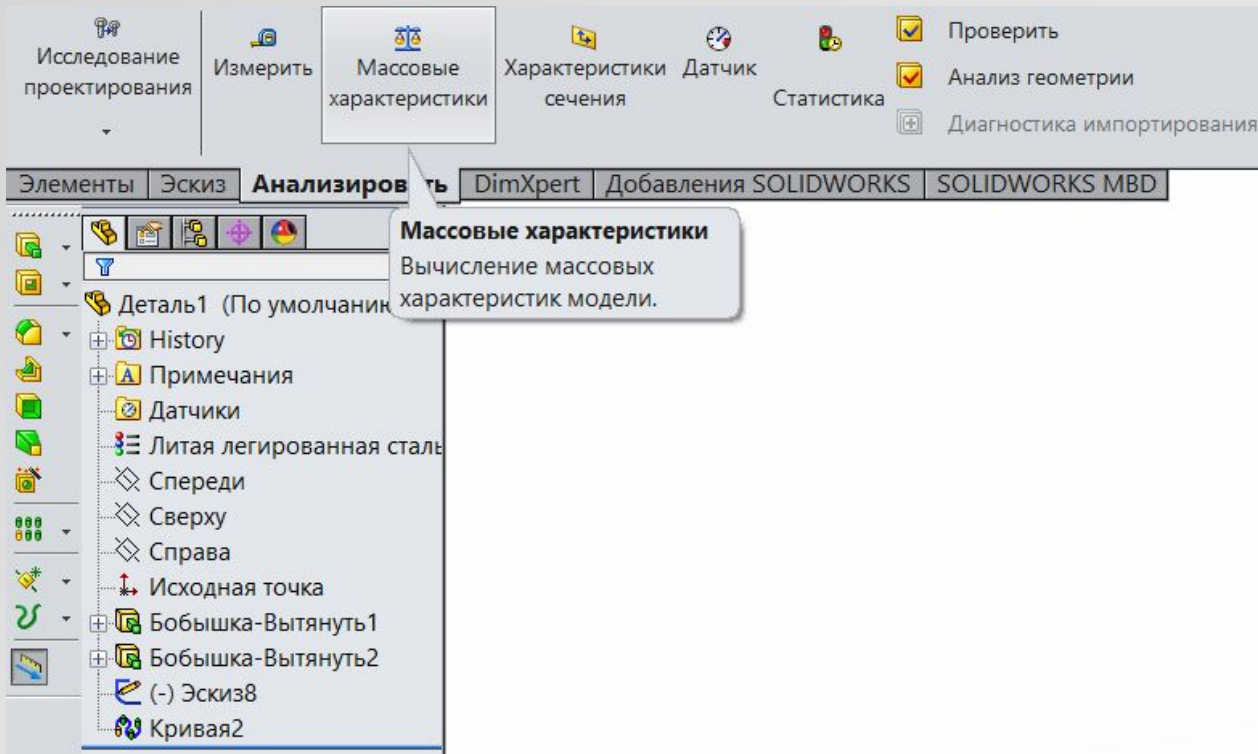 Исследование
проектирования
Измерить
Массовые
характеристики
Характеристики
сечения
Датчик
Статистика
Проверить
Анализ геометрии
Диагностика импортирования
Элементы
Эскиз
Анализировать
DimXpert
Добавления SOLIDWORKS
SOLIDWORKS MBD
Массовые характеристики
Вычисление массовых
характеристик модели.
Деталь1 (По умолчанию
History
Примечания
Датчики
Литая легированная сталь
Спереди
Сверху
Справа
Исходная точка
Бобышка-Вытянуть1
Бобышка-Вытянуть2
(-) Эскиз8
Кривая2